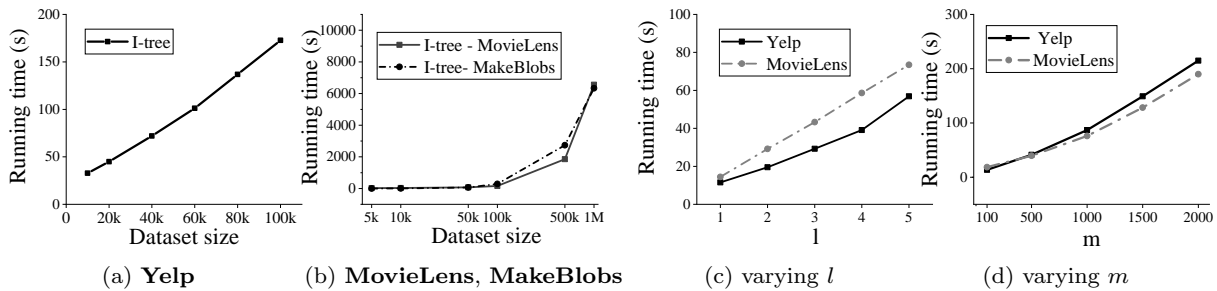 Running time (s)
200
150
100
50
0
I-tree
0 20k 40k 60k 80k 100k
Dataset size
(a) Yelp
Running time (s)
10000
8000
6000
4000
2000
0
I-tree - MovieLens
I-tree- MakeBlobs
5k 10k 50k 100k 500k 1M
Dataset size
(b) MovieLens, MakeBlobs
Running time (s)
100
80
60
40
20
0
Yelp
MovieLens
1 2 3 4 5
l
(c) varying l
Running time (s)
300
200
100
0
Yelp
MovieLens
100 500 1000 1500 2000
m
(d) varying m